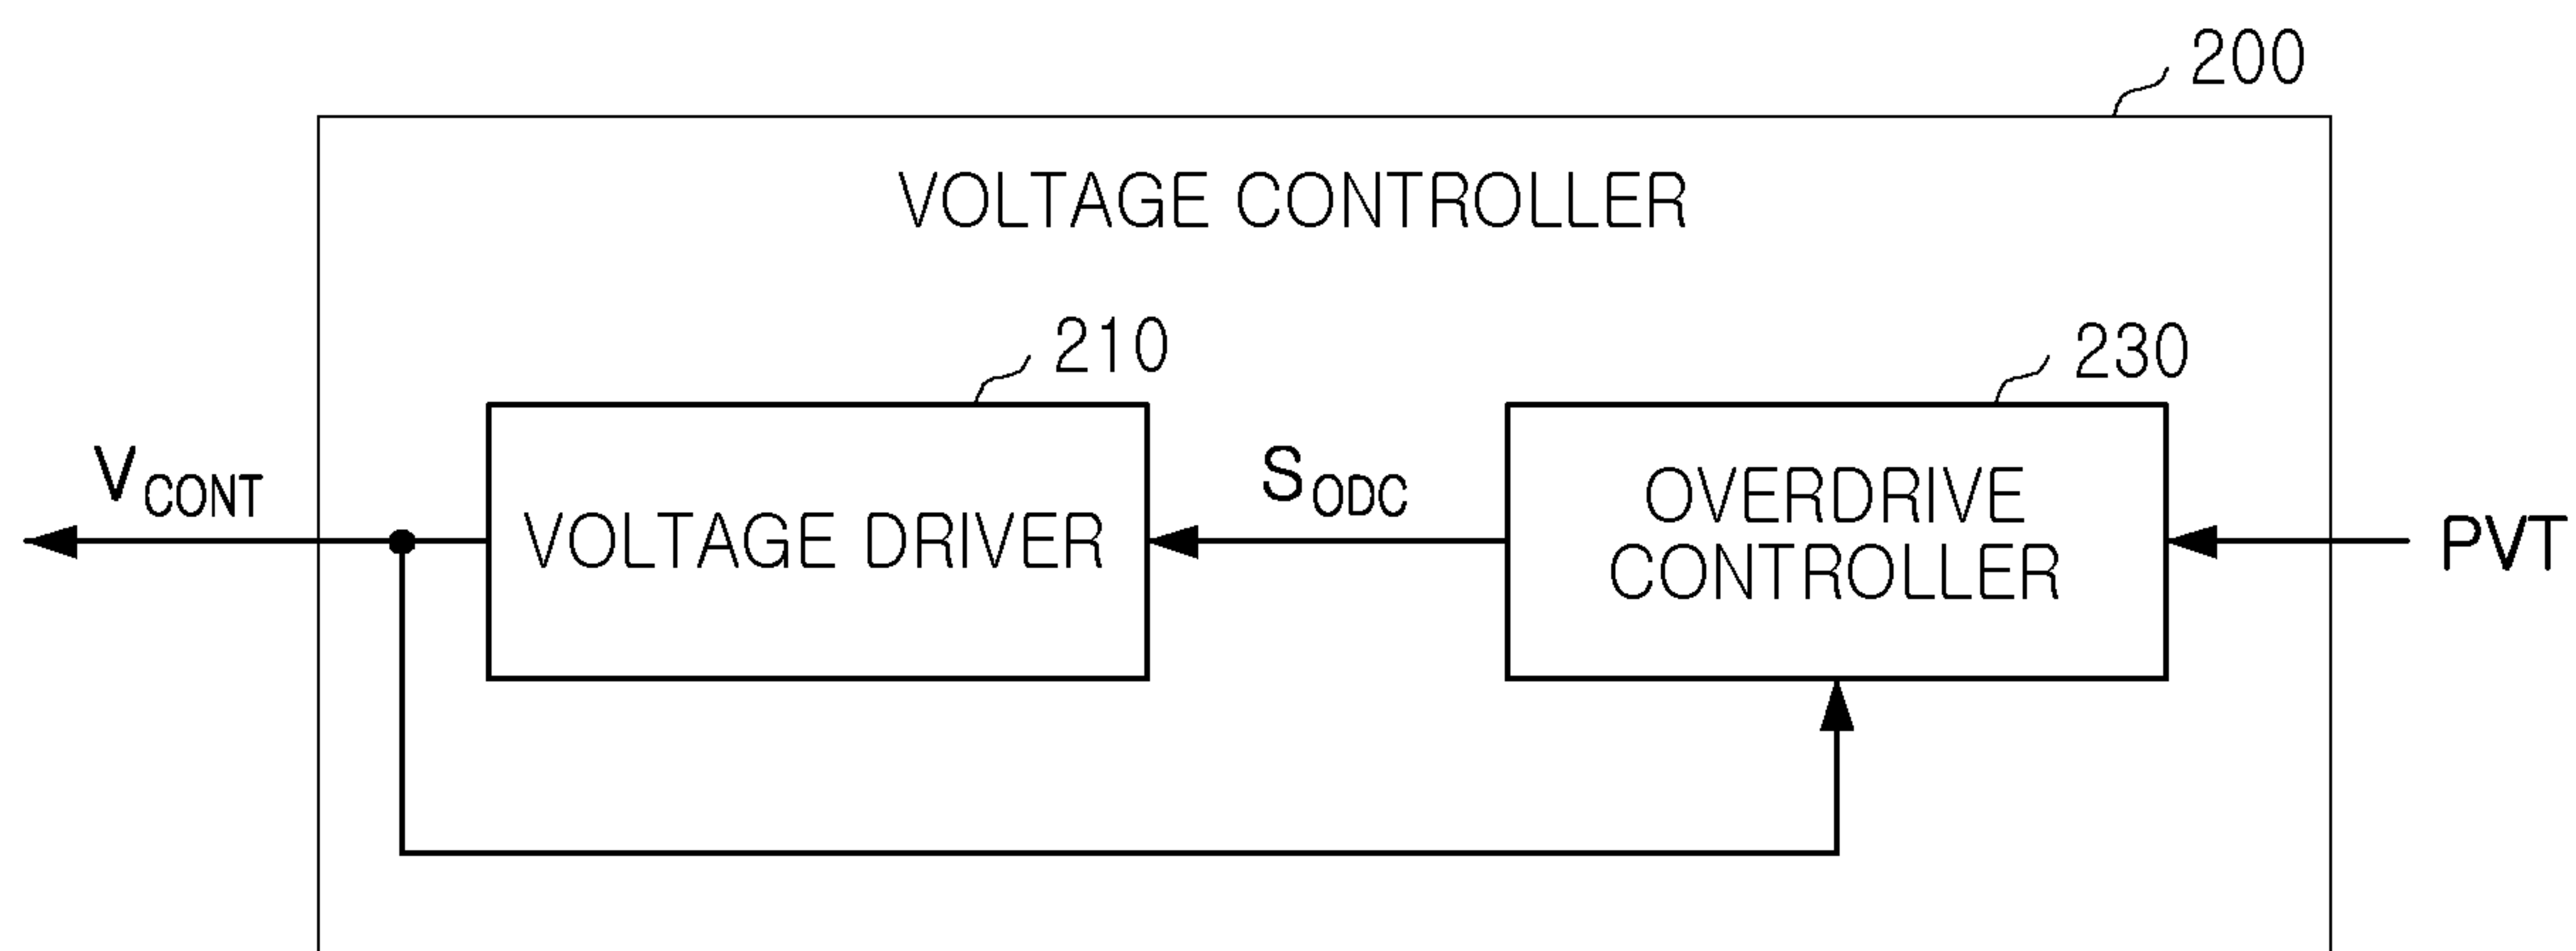 200
VOLTAGE CONTROLLER
210
230
VCONT
VOLTAGE DRIVER
SODC
OVERDRIVE
CONTROLLER
PVT